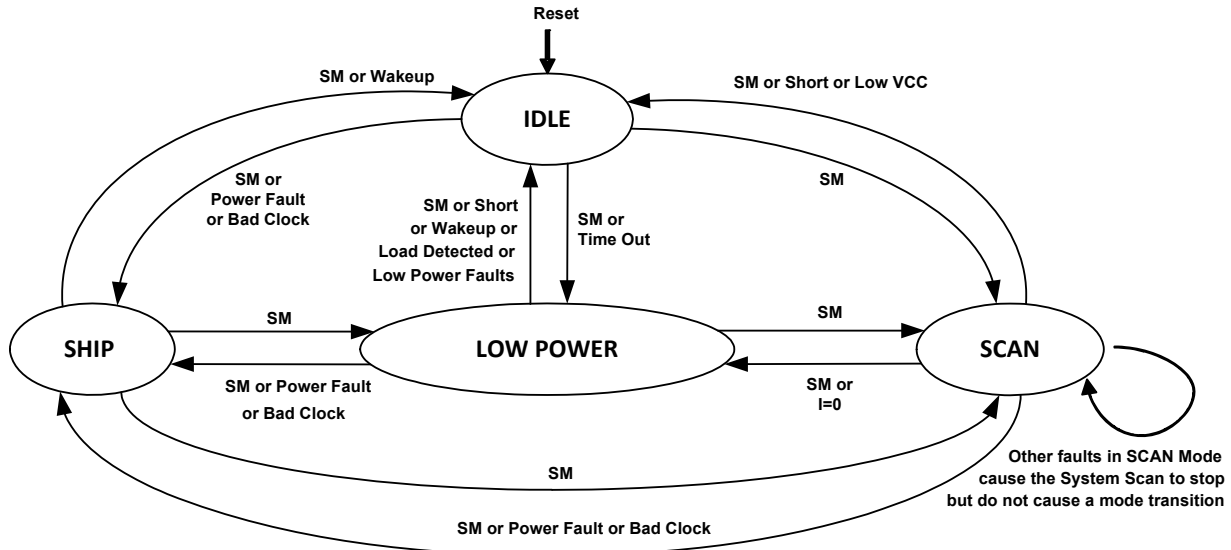 Reset
SM or Wakeup
SM or Short or Low VCC
IDLE
SM or
Power Fault
or Bad Clock
SM or Short
or Wakeup or
Load Detected or
Low Power Faults
SM or
Time Out
SM
SM
SM
SHIP
LOW POWER
SCAN
SM or Power Fault
or Bad Clock
SM or
I=0
Other faults in SCAN Mode
cause the System Scan to stop
but do not cause a mode transition
SM
SM or Power Fault or Bad Clock